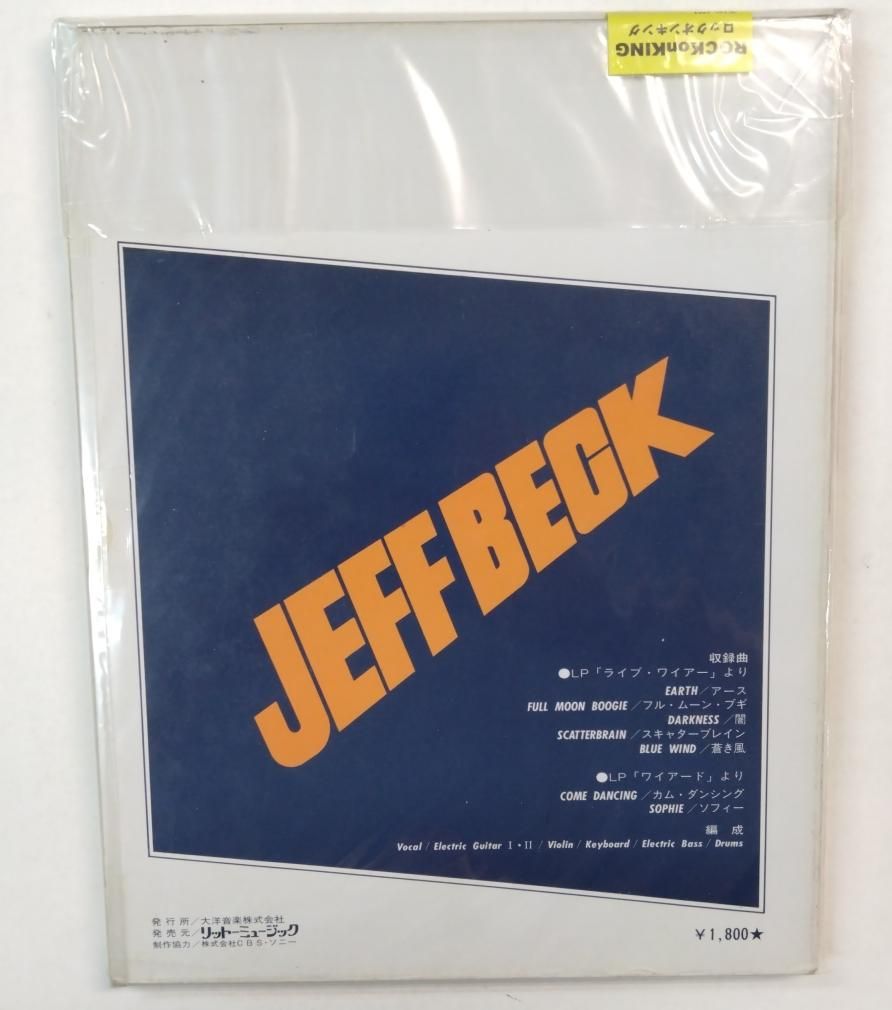 ROCKonKING
ロックオンキング
JEFF BECK
収録曲
●LP「ライブ・ワイアー」より
EARTH／アース
FULL MOON BOOGIE／フル・ムーン・ブギ
DARKNESS／闇
SCATTERBRAIN／スキャターブレイン
BLUE WIND／蒼き風
●LP「ワイアード」より
COME DANCING／カム・ダンシング
SOPHIE／ソフィー
編成
Vocal / Electric Guitar I・II / Violin / Keyboard / Electric Bass / Drums
発行所／大洋音楽株式会社
発売元／リットーミュージック
制作協力／株式会社CBS・ソニー
￥1,800★